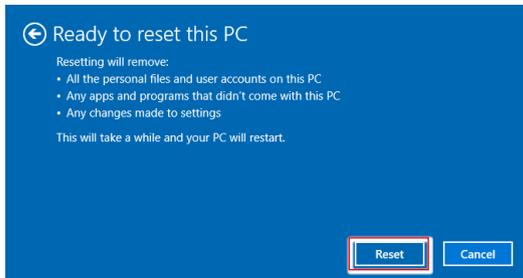 Ready to reset this PC
Resetting will remove:
• All the personal files and user accounts on this PC
• Any apps and programs that didn't come with this PC
• Any changes made to settings
This will take a while and your PC will restart.
Reset
Cancel